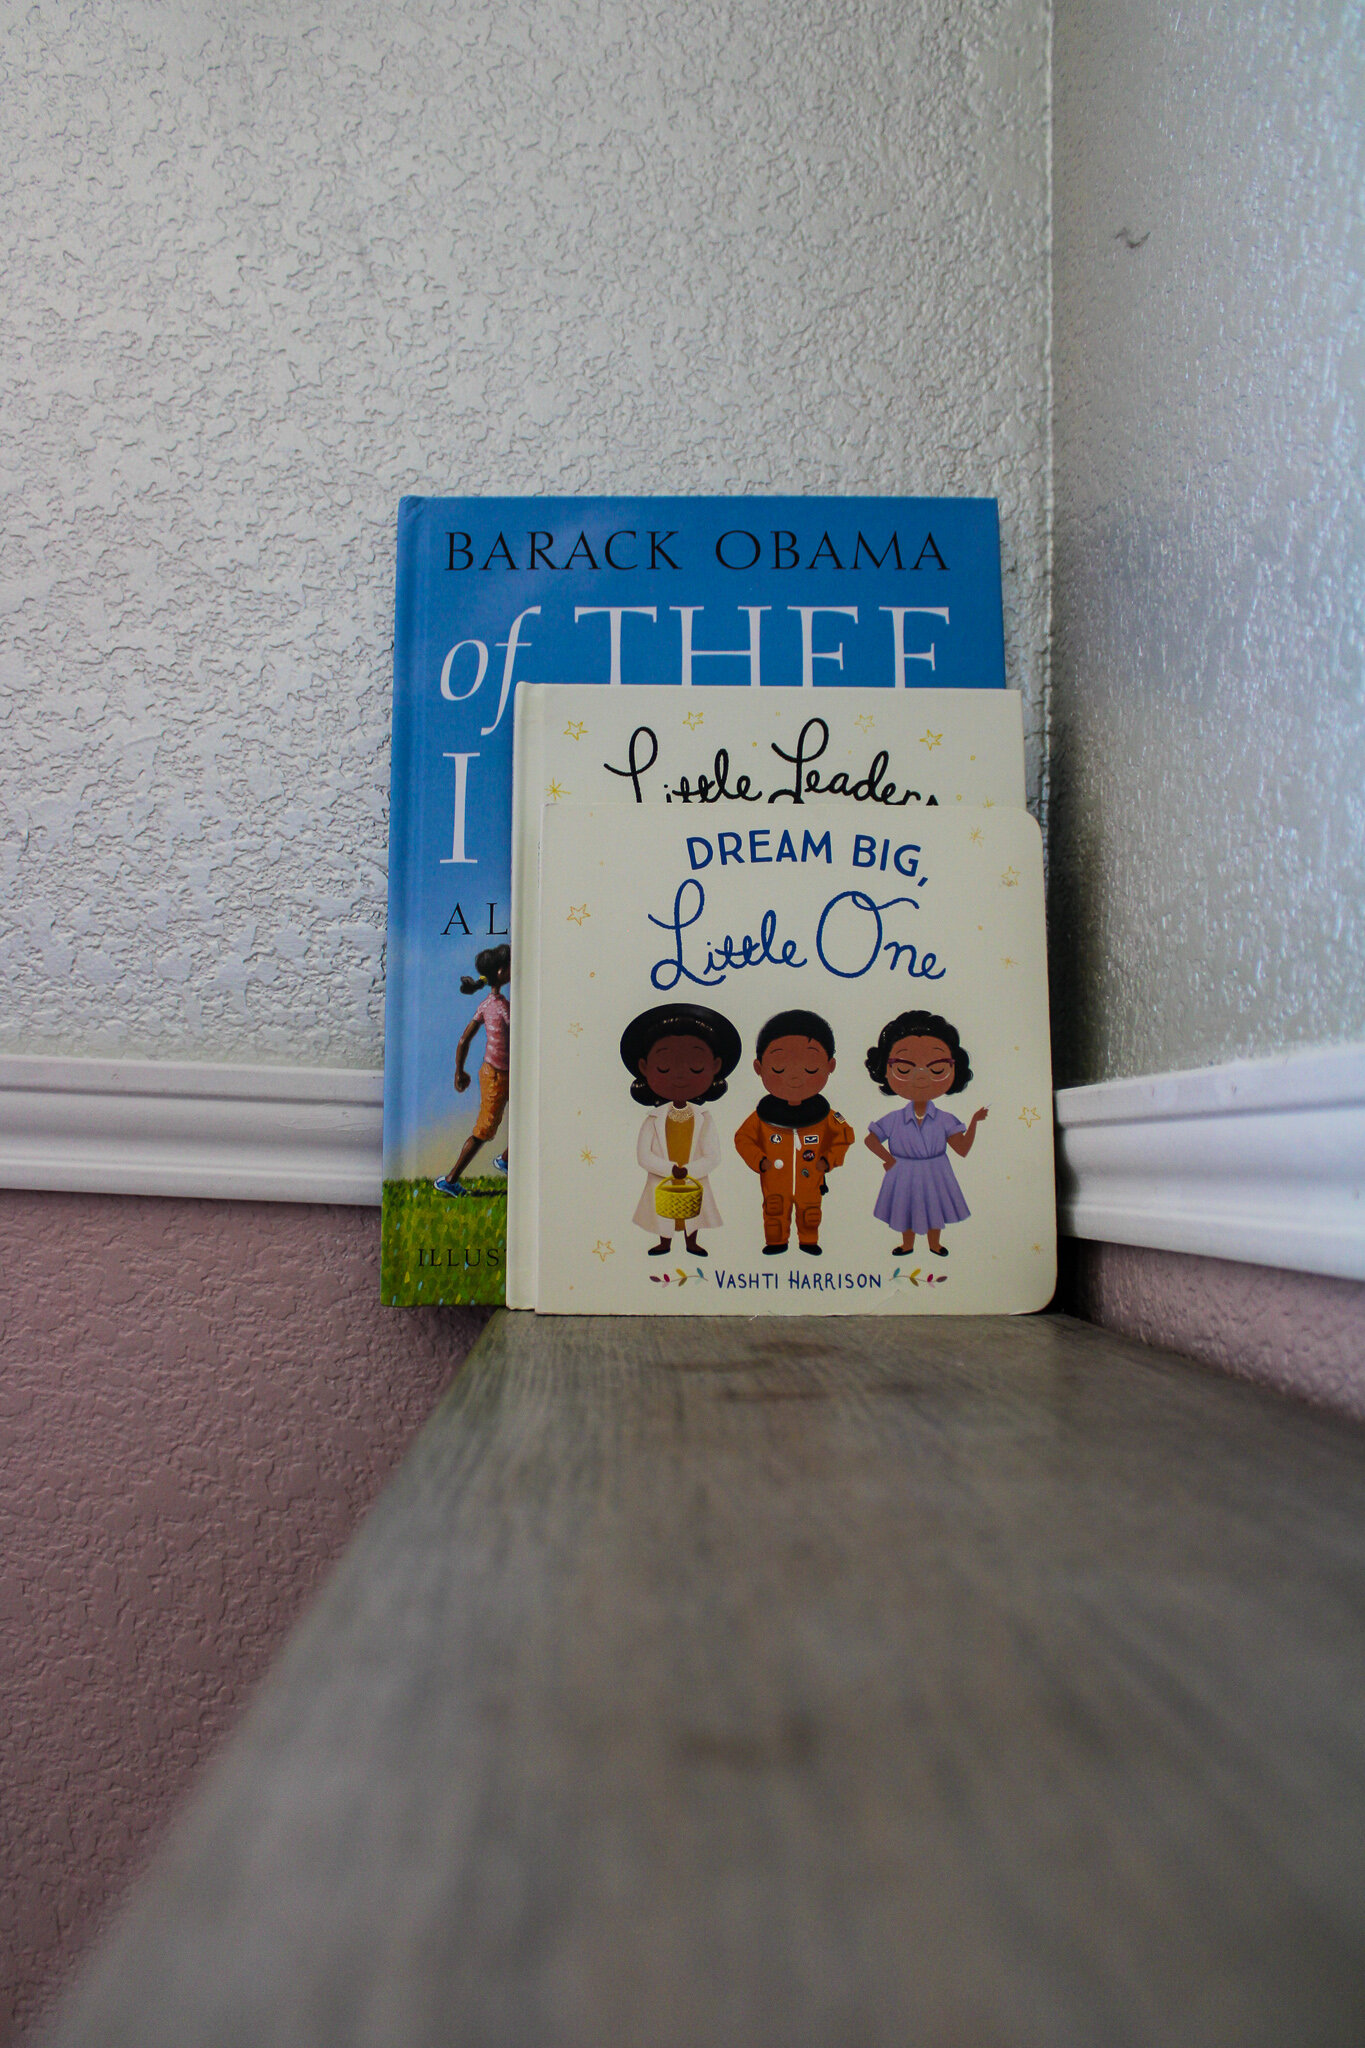 BARACK OBAMA
of THEE
I
A L
ILLUS
Little Leaders
DREAM BIG,
Little One
VASHTI HARRISON